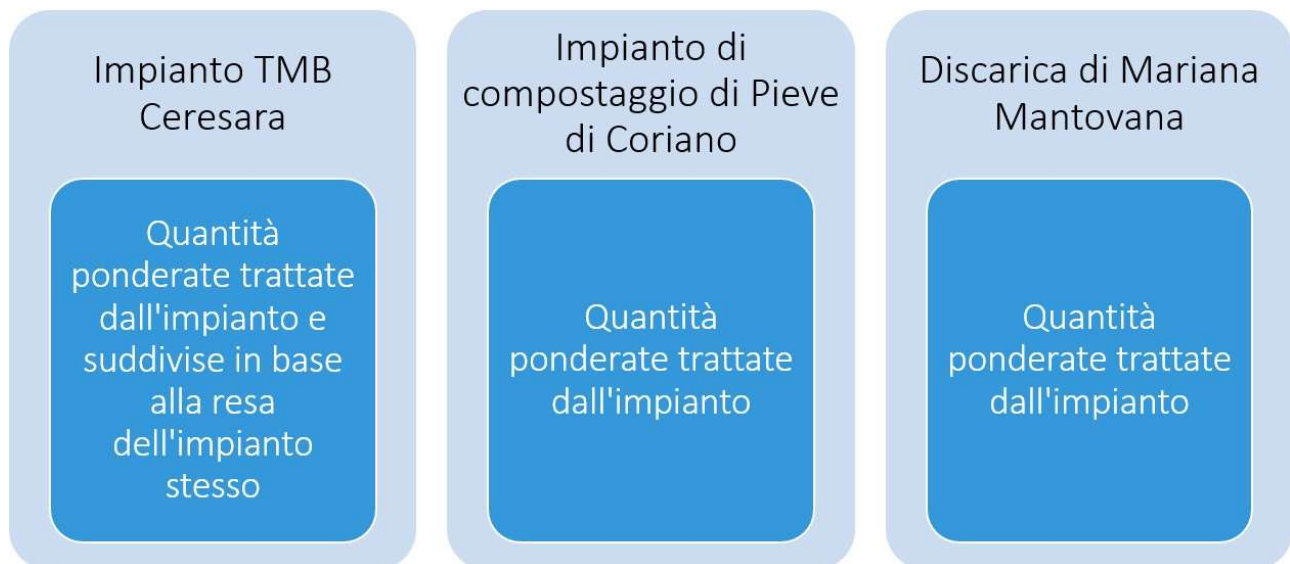 Impianto TMB
Ceresara
Quantità
ponderate trattate
dall'impianto e
suddivise in base
alla resa
dell'impianto
stesso
Impianto di
compostaggio di Pieve
di Coriano
Quantità
ponderate trattate
dall'impianto
Discarica di Mariana
Mantovana
Quantità
ponderate trattate
dall'impianto